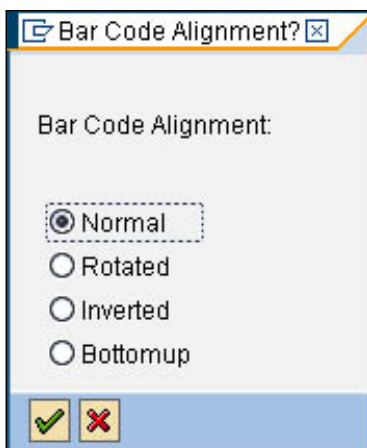 Bar Code Alignment?
Bar Code Alignment:
Normal
Rotated
Inverted
Bottomup